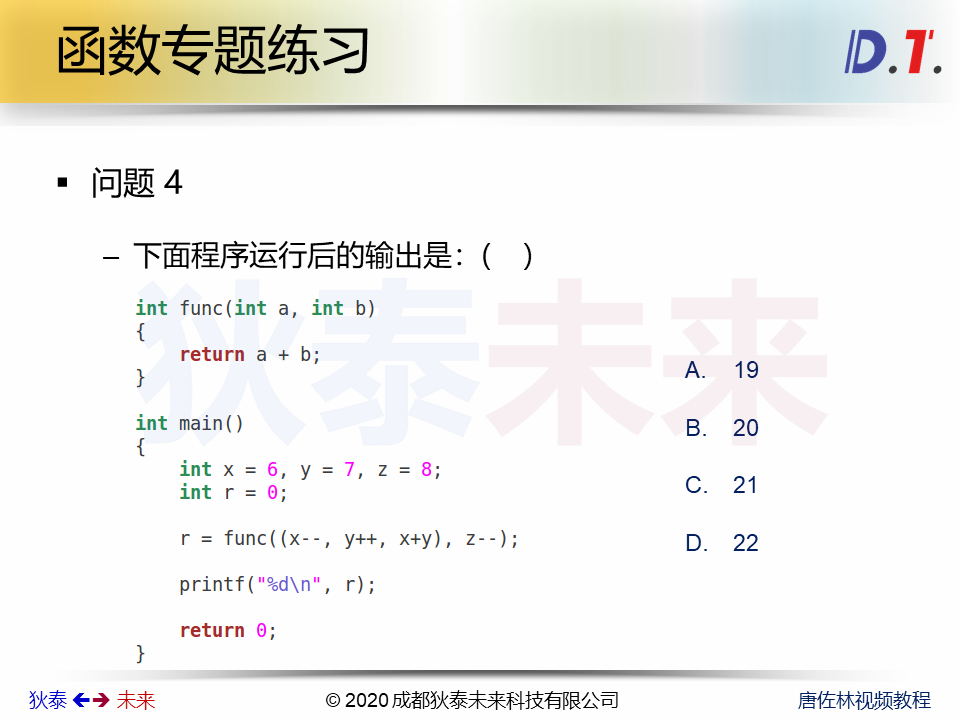 函数专题练习
D.T.
▪ 问题 4
– 下面程序运行后的输出是：(    )
狄泰未来
int func(int a, int b)
{
    return a + b;
}
int main()
{
    int x = 6, y = 7, z = 8;
    int r = 0;
    r = func((x--, y++, x+y), z--);
    printf("%d\n", r);
    return 0;
}
A. 19
B. 20
C. 21
D. 22
狄泰 未来
© 2020 成都狄泰未来科技有限公司
唐佐林视频教程